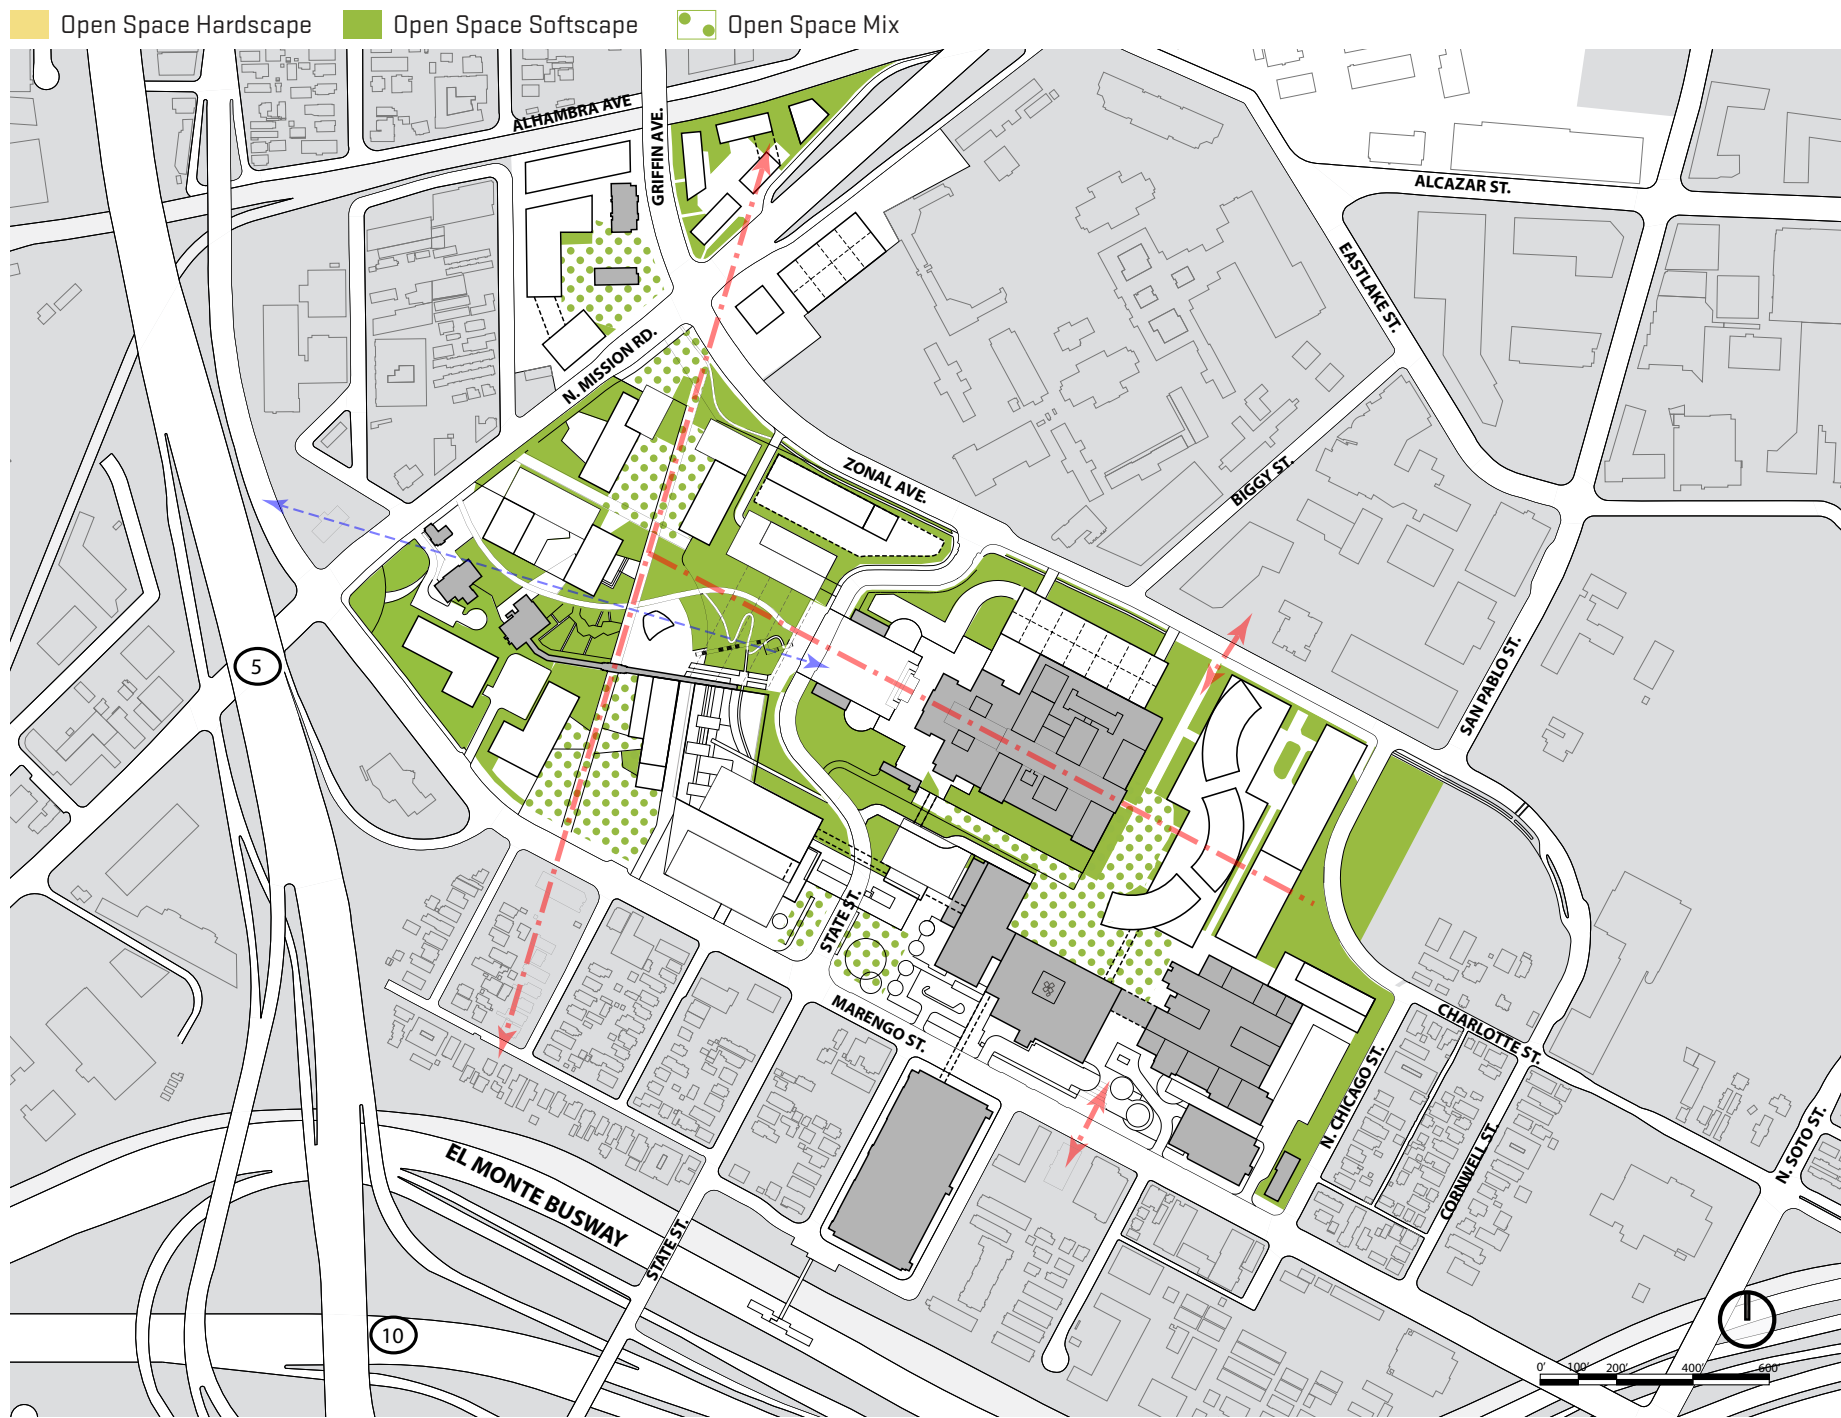 Open Space Hardscape
Open Space Softscape
Open Space Mix
ALHAMBRA AVE
GRIFFIN AVE.
ALCAZAR ST.
EASTLAKE ST.
N. MISSION RD.
ZONAL AVE.
BIGGY ST.
SAN PABLO ST.
5
STATE ST.
MARENGO ST.
CHARLOTTE ST.
N. CHICAGO ST.
CORNWELL ST.
N. SOTO ST.
EL MONTE BUSWAY
STATE ST.
10
0' 100' 200' 400' 600'